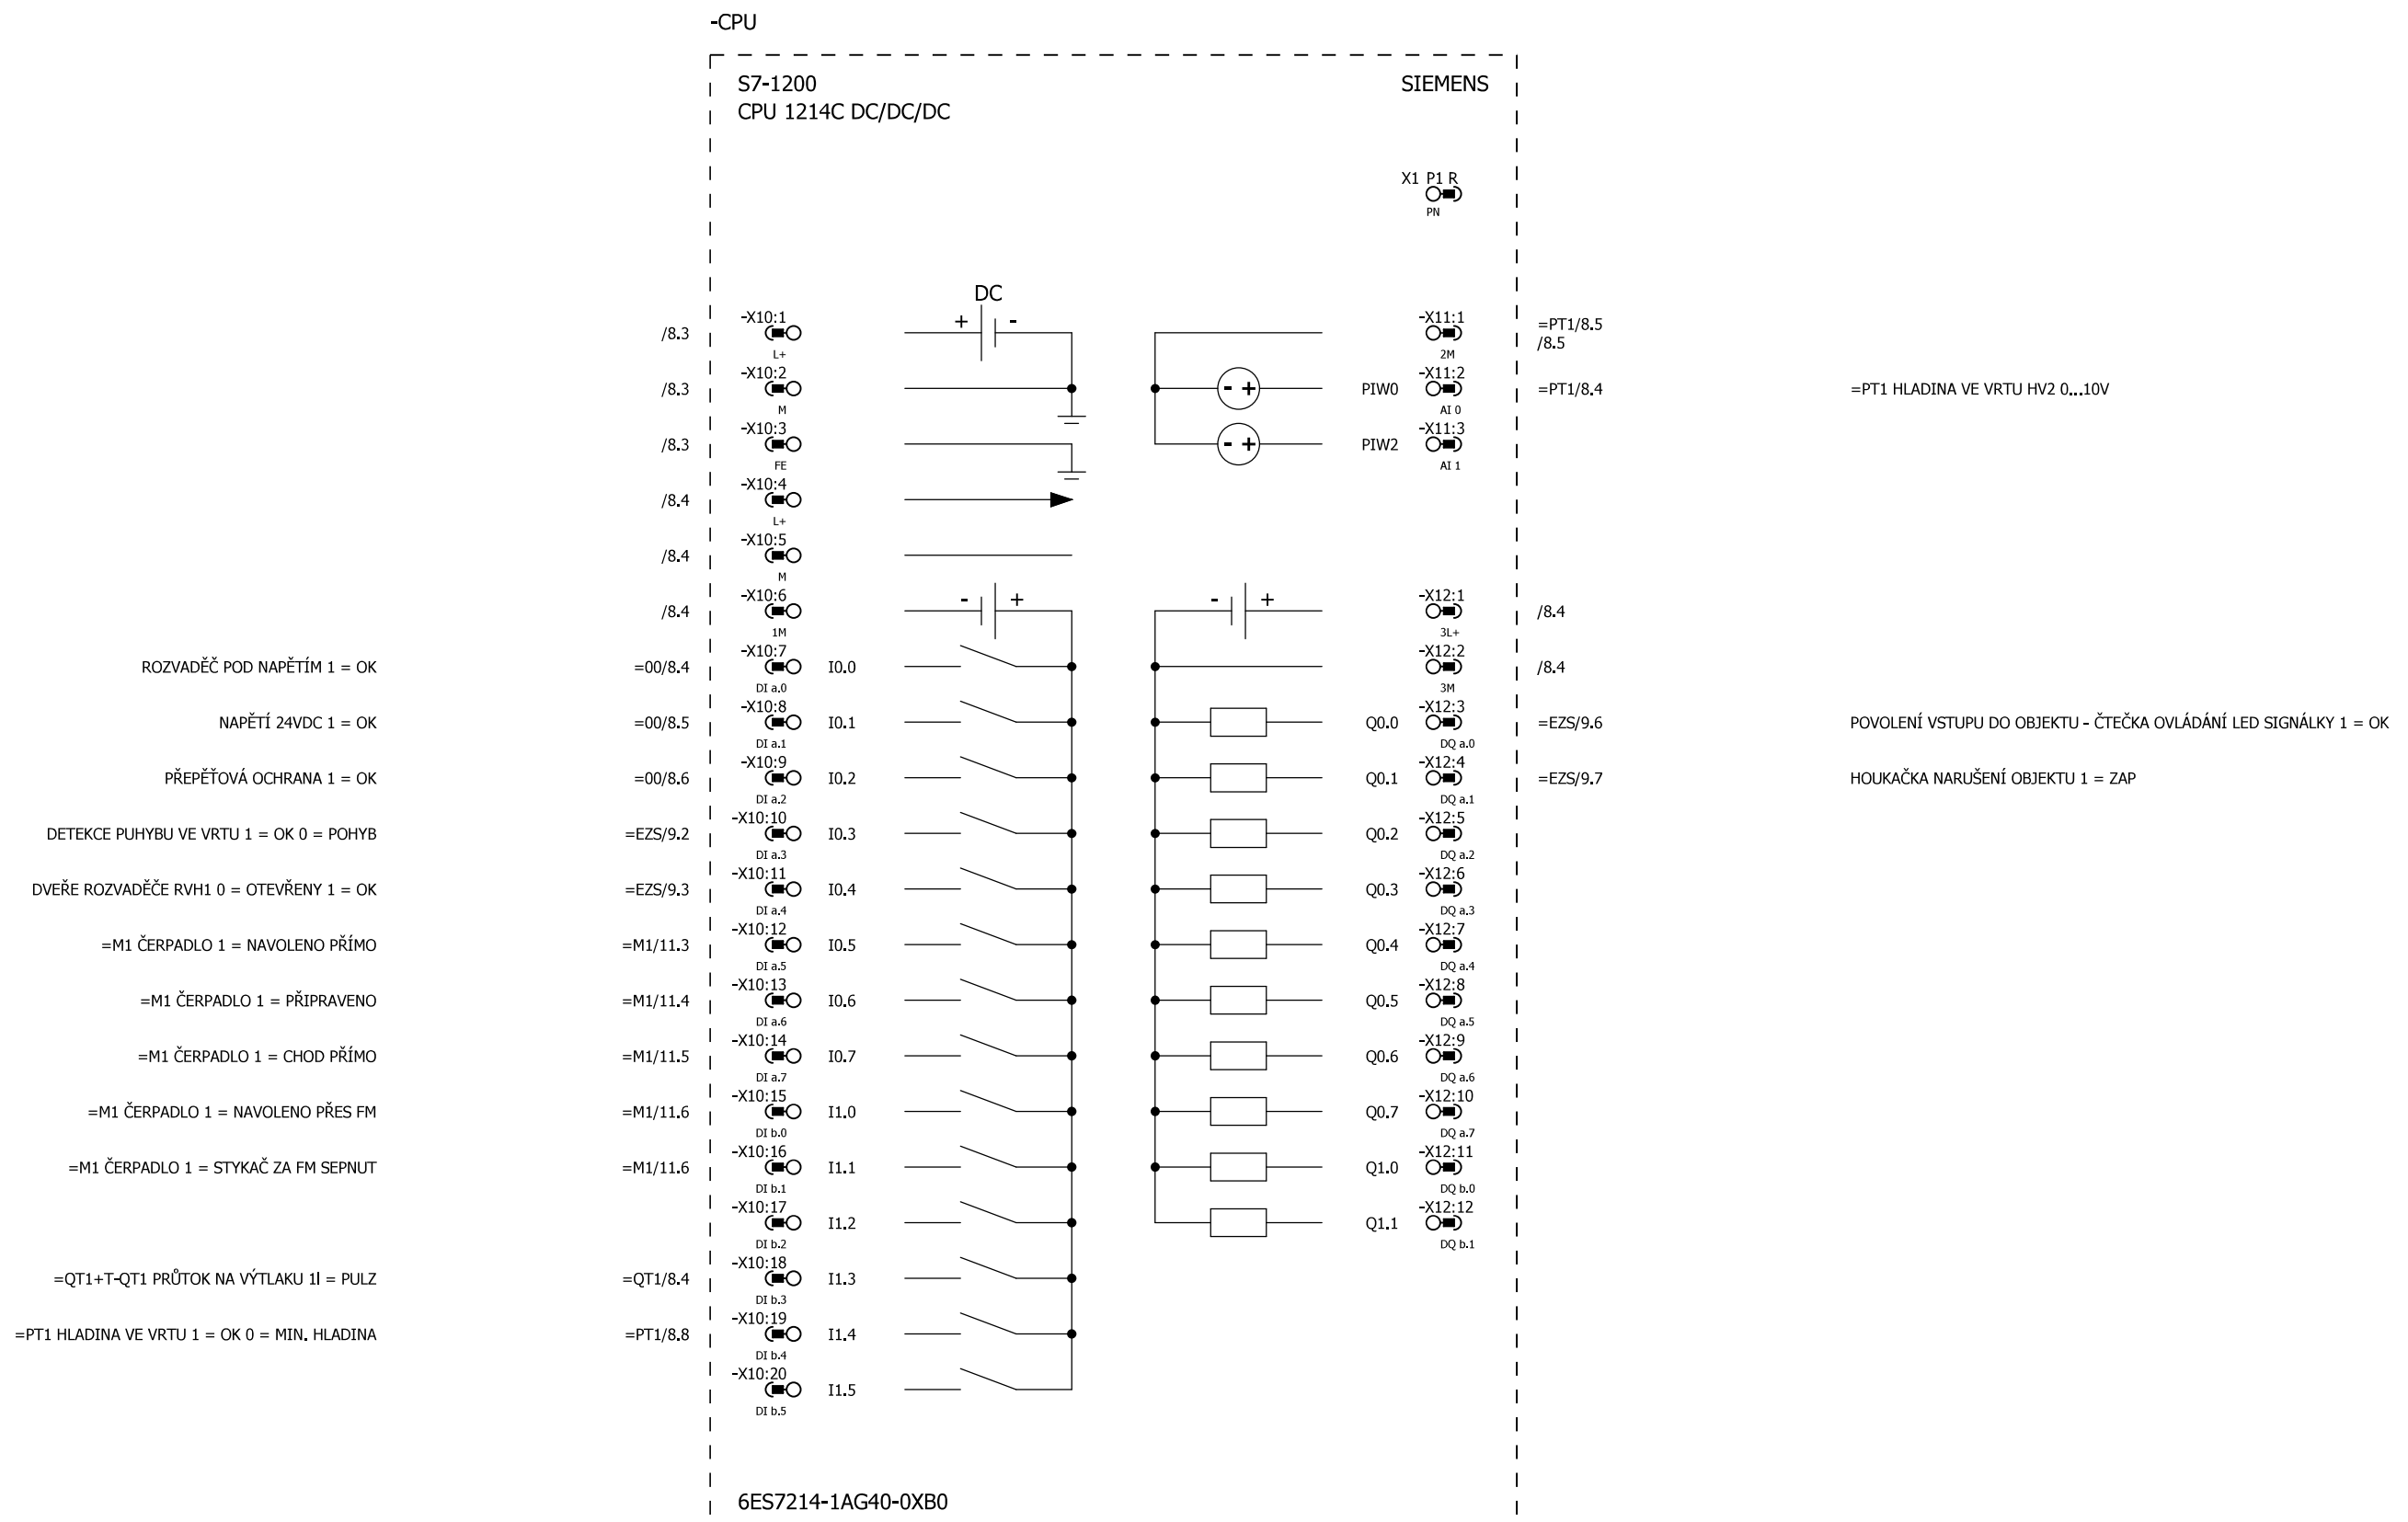 -CPU
S7-1200 SIEMENS
CPU 1214C DC/DC/DC
X1 P1 R
PN
DC
/8.3 -X10:1 + - -X11:1 =PT1/8.5
/8.5
L+ 2M
/8.3 -X10:2 - + PIW0 -X11:2 =PT1/8.4 =PT1 HLADINA VE VRTU HV2 0...10V
M AI 0
/8.3 -X10:3 - + PIW2 -X11:3
FE AI 1
/8.4 -X10:4
L+
/8.4 -X10:5
M
/8.4 -X10:6 - + - + -X12:1 /8.4
1M 3L+
ROZVADĚČ POD NAPĚTÍM 1 = OK =00/8.4 -X10:7 I0.0 -X12:2 /8.4
DI a.0 3M
NAPĚTÍ 24VDC 1 = OK =00/8.5 -X10:8 I0.1 Q0.0 -X12:3 =EZS/9.6 POVOLENÍ VSTUPU DO OBJEKTU - ČTEČKA OVLÁDÁNÍ LED SIGNÁLKY 1 = OK
DI a.1 DQ a.0
PŘEPĚŤOVÁ OCHRANA 1 = OK =00/8.6 -X10:9 I0.2 Q0.1 -X12:4 =EZS/9.7 HOUKAČKA NARUŠENÍ OBJEKTU 1 = ZAP
DI a.2 DQ a.1
DETEKCE PUHYBU VE VRTU 1 = OK 0 = POHYB =EZS/9.2 -X10:10 I0.3 Q0.2 -X12:5
DI a.3 DQ a.2
DVEŘE ROZVADĚČE RVH1 0 = OTEVŘENY 1 = OK =EZS/9.3 -X10:11 I0.4 Q0.3 -X12:6
DI a.4 DQ a.3
=M1 ČERPADLO 1 = NAVOLENO PŘÍMO =M1/11.3 -X10:12 I0.5 Q0.4 -X12:7
DI a.5 DQ a.4
=M1 ČERPADLO 1 = PŘIPRAVENO =M1/11.4 -X10:13 I0.6 Q0.5 -X12:8
DI a.6 DQ a.5
=M1 ČERPADLO 1 = CHOD PŘÍMO =M1/11.5 -X10:14 I0.7 Q0.6 -X12:9
DI a.7 DQ a.6
=M1 ČERPADLO 1 = NAVOLENO PŘES FM =M1/11.6 -X10:15 I1.0 Q0.7 -X12:10
DI b.0 DQ a.7
=M1 ČERPADLO 1 = STYKAČ ZA FM SEPNUT =M1/11.6 -X10:16 I1.1 Q1.0 -X12:11
DI b.1 DQ b.0
-X10:17 I1.2 Q1.1 -X12:12
DI b.2 DQ b.1
=QT1+T-QT1 PRŮTOK NA VÝTLAKU 1l = PULZ =QT1/8.4 -X10:18 I1.3
DI b.3
=PT1 HLADINA VE VRTU 1 = OK 0 = MIN. HLADINA =PT1/8.8 -X10:19 I1.4
DI b.4
-X10:20 I1.5
DI b.5
6ES7214-1AG40-0XB0